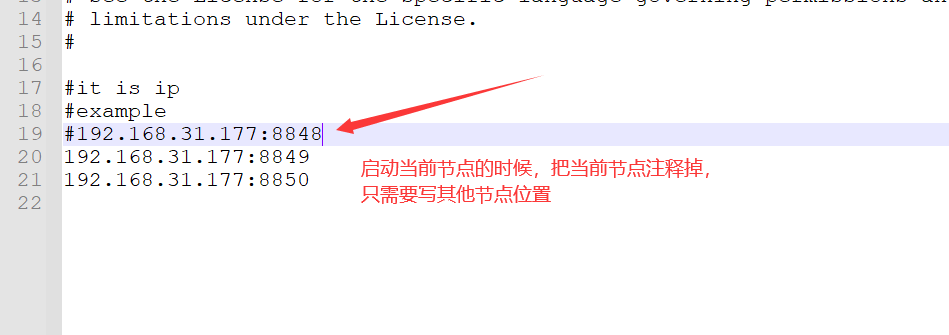 14 # limitations under the License.
15 #
16
17 #it is ip
18 #example
19 #192.168.31.177:8848
20 192.168.31.177:8849
21 192.168.31.177:8850
22
启动当前节点的时候，把当前节点注释掉，
只需要写其他节点位置